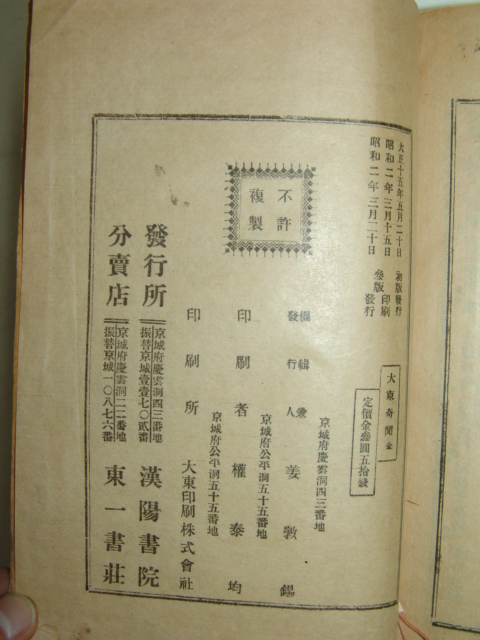 大正十五年五月二十日 初版發行
昭和二年三月十五日 叄版印刷
昭和二年三月二十日 叄版發行
大東奇聞全
定價金叄圓五拾錢
不許
複製
京城府慶雲洞四三番地
編輯兼
發行人 姜斅錫
京城府公平洞五十五番地
印刷者 權泰均
京城府公平洞五十五番地
印刷所 大東印刷株式會社
發行所 京城府慶雲洞四三番地 振替京城壹壹七〇貳番 漢陽書院
分賣店 京城府慶雲洞二二番地 振替京城一〇八七六番 東一書莊